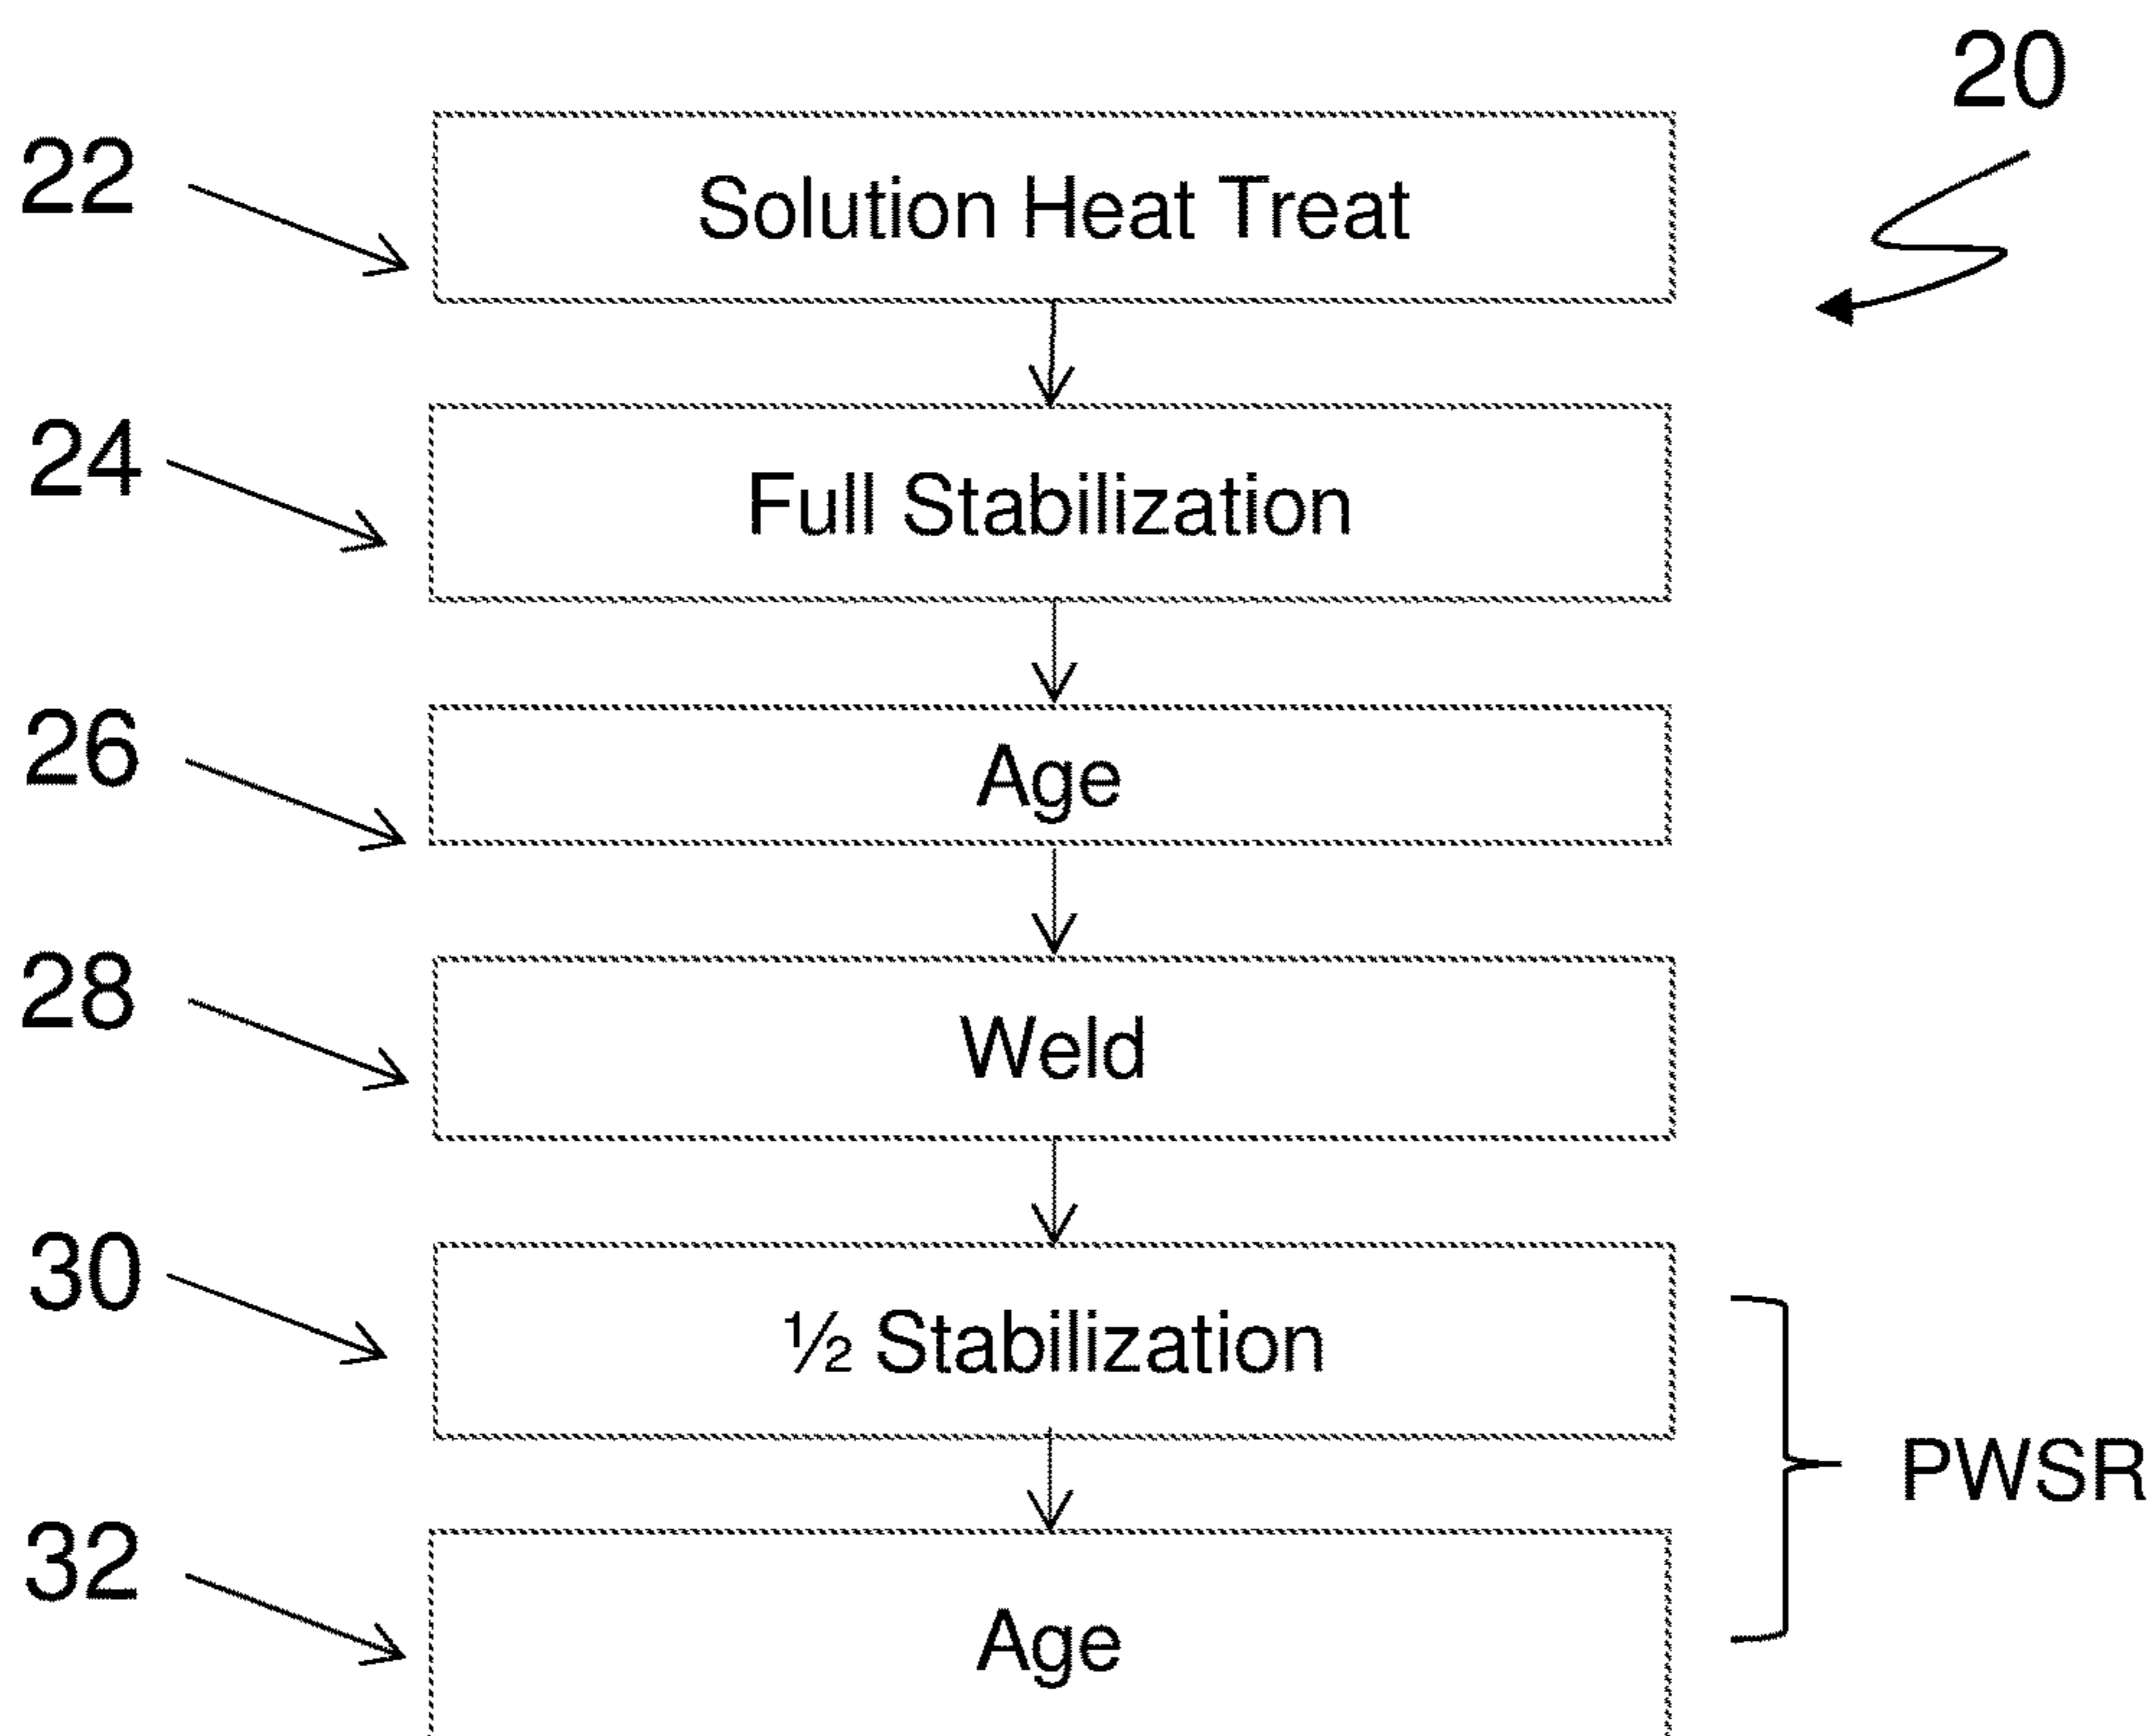 20
22
Solution Heat Treat
24
Full Stabilization
26
Age
28
Weld
30
½ Stabilization
PWSR
32
Age